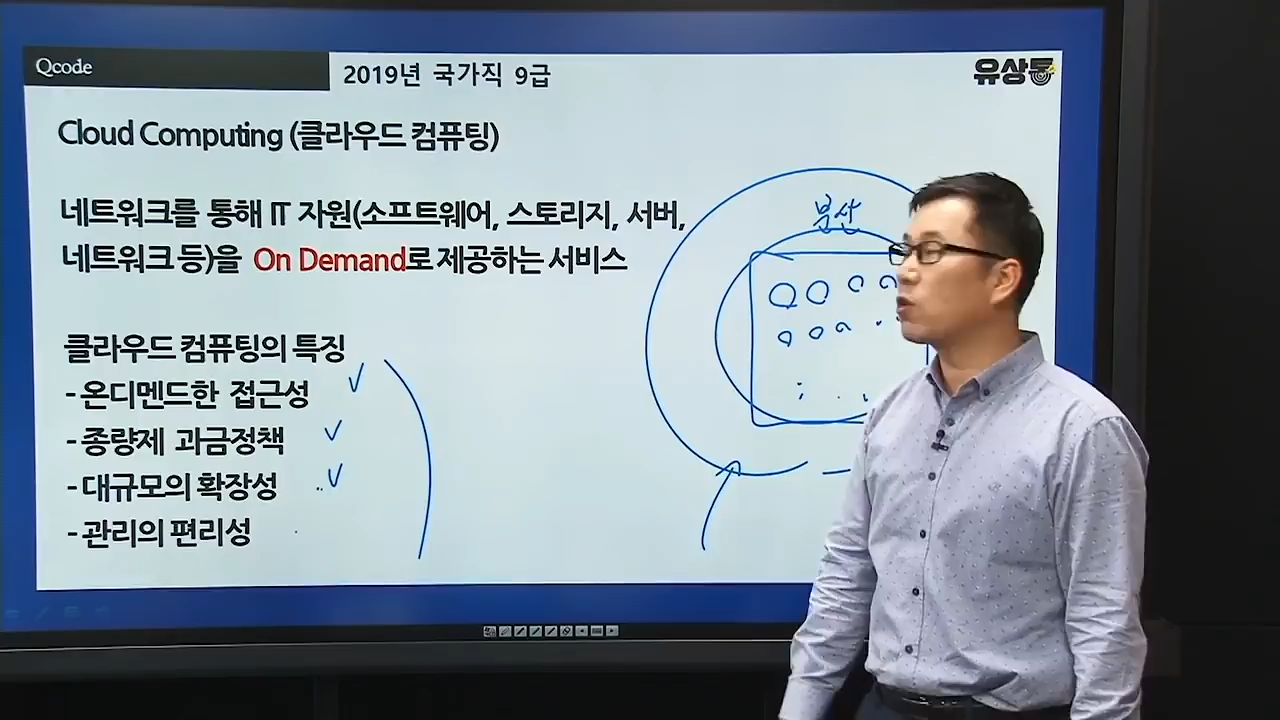 Qcode
2019년 국가직 9급
유상통
Cloud Computing (클라우드 컴퓨팅)
네트워크를 통해 IT 자원(소프트웨어, 스토리지, 서버,
네트워크 등)을 On Demand로 제공하는 서비스
분산
클라우드 컴퓨팅의 특징
- 온디멘드한 접근성
- 종량제 과금정책
- 대규모의 확장성
- 관리의 편리성